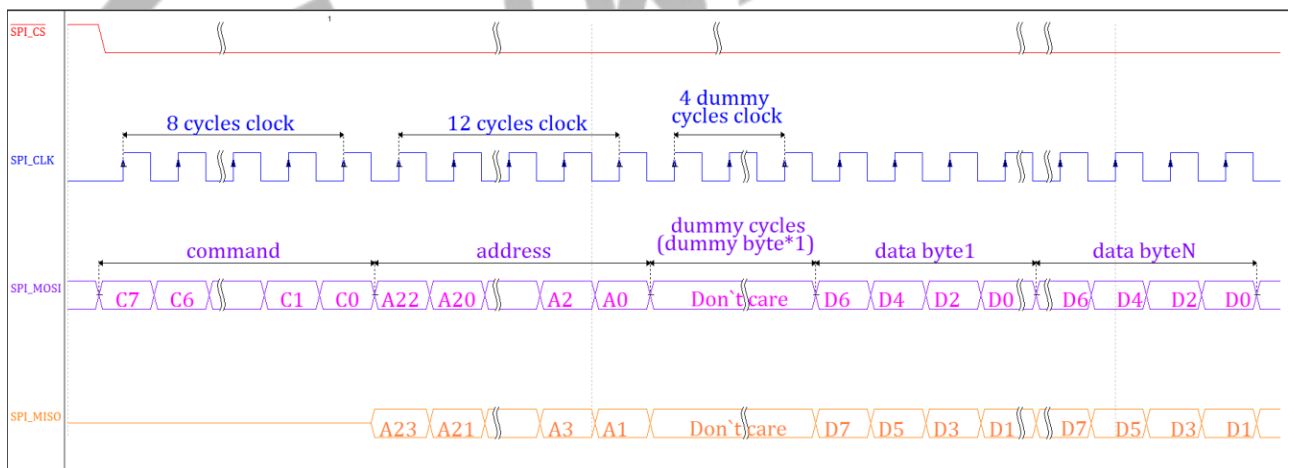 1
SPI_CS
4 dummy
cycles clock
8 cycles clock
12 cycles clock
SPI_CLK
dummy cycles
(dummy byte*1)
command
address
data byte1
data byteN
SPI_MOSI
C7 C6 C1 C0 A22 A20 A2 A0 Don`t care D6 D4 D2 D0 D6 D4 D2 D0
SPI_MISO
A23 A21 A3 A1 Don`t care D7 D5 D3 D1 D7 D5 D3 D1